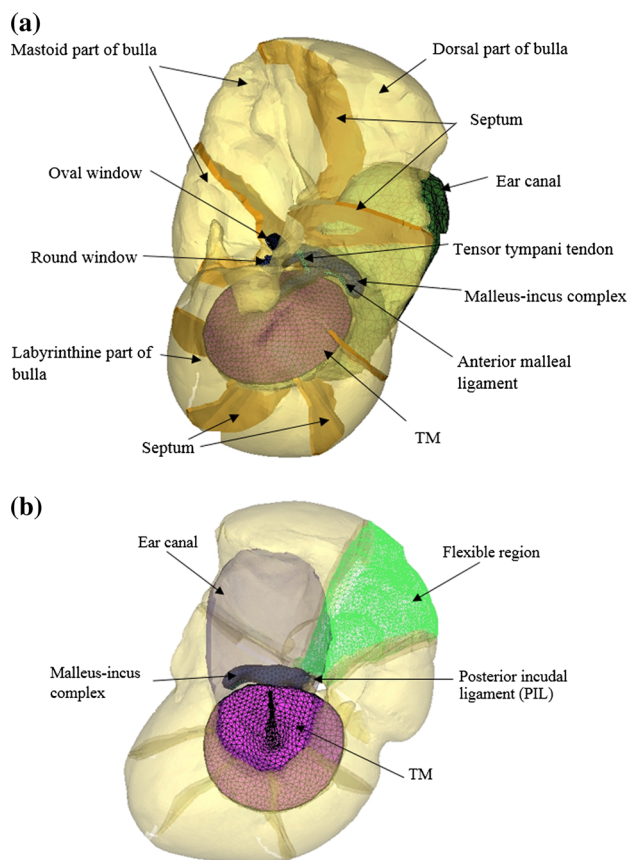 (a)
Mastoid part of bulla
Dorsal part of bulla
Septum
Oval window
Ear canal
Round window
Tensor tympani tendon
Malleus-incus complex
Labyrinthine part of
bulla
Anterior malleal
ligament
TM
Septum
(b)
Ear canal
Flexible region
Malleus-incus
complex
Posterior incudal
ligament (PIL)
TM